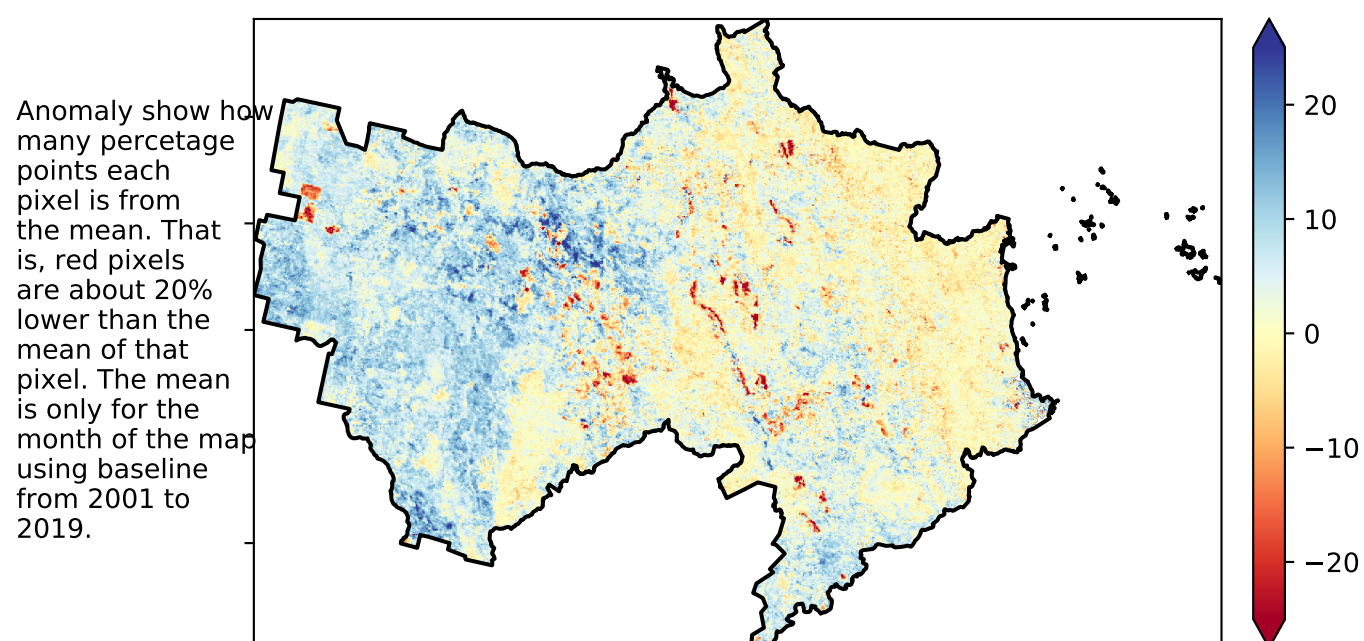 Anomaly show how
many percetage
points each
pixel is from
the mean. That
is, red pixels
are about 20%
lower than the
mean of that
pixel. The mean
is only for the
month of the map
using baseline
from 2001 to
2019.
20
10
0
−10
−20